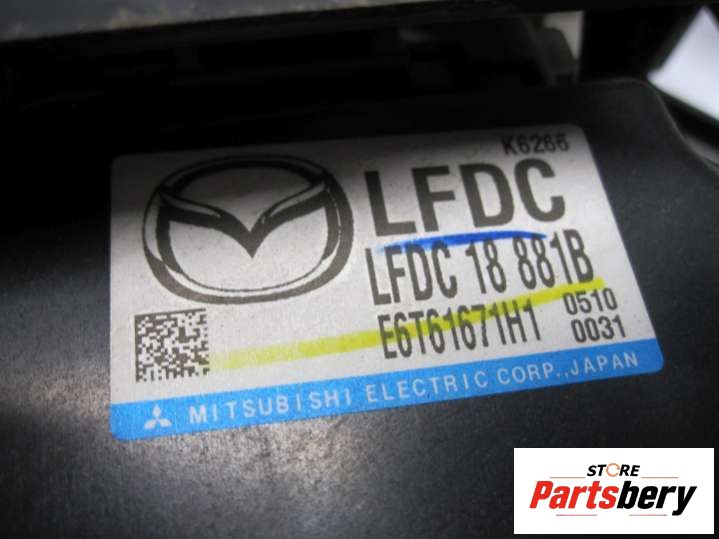 K6266
LFDC
LFDC 18 881B
E6T61671H1
0510
0031
MITSUBISHI ELECTRIC CORP., JAPAN
STORE
Partsbery